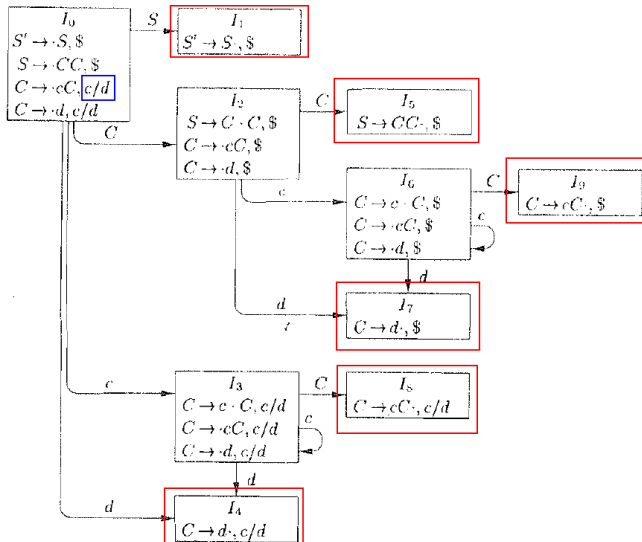 I₀
S' → ·S, $
S → ·CC, $
C → ·cC, c/d
C → ·d, c/d
S
I₁
S' → S·, $
C
I₂
S → C · C, $
C → ·cC, $
C → ·d, $
C
I₅
S → CC·, $
c
I₆
C → c · C, $
C → ·cC, $
C → ·d, $
C
c
I₉
C → cC·, $
d
d
I₇
C → d·, $
c
I₃
C → c · C, c/d
C → ·cC, c/d
C → ·d, c/d
C
c
I₈
C → cC·, c/d
d
d
I₄
C → d·, c/d